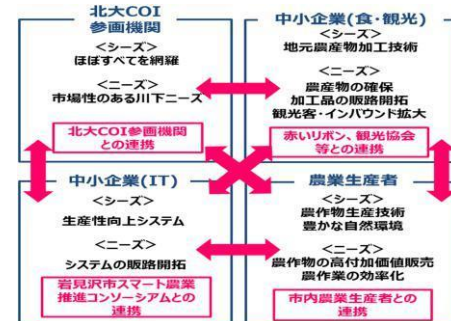 北大COI
参画機関
<シーズ>
ほぼすべてを網羅
<ニーズ>
市場性のある川下ニーズ
北大COI参画機関
との連携
中小企業(食・観光)
<シーズ>
地元農産物加工技術
<ニーズ>
農産物の確保
加工品の販路開拓
観光客・インバウンド拡大
赤いリボン、観光協会
等との連携
中小企業(IT)
<シーズ>
生産性向上システム
<ニーズ>
システムの販路開拓
岩見沢市スマート農業
推進コンソーシアムとの
連携
農業生産者
<シーズ>
農作物生産技術
豊かな自然環境
<ニーズ>
農作物の高付加価値販売
農作業の効率化
市内農業生産者との
連携